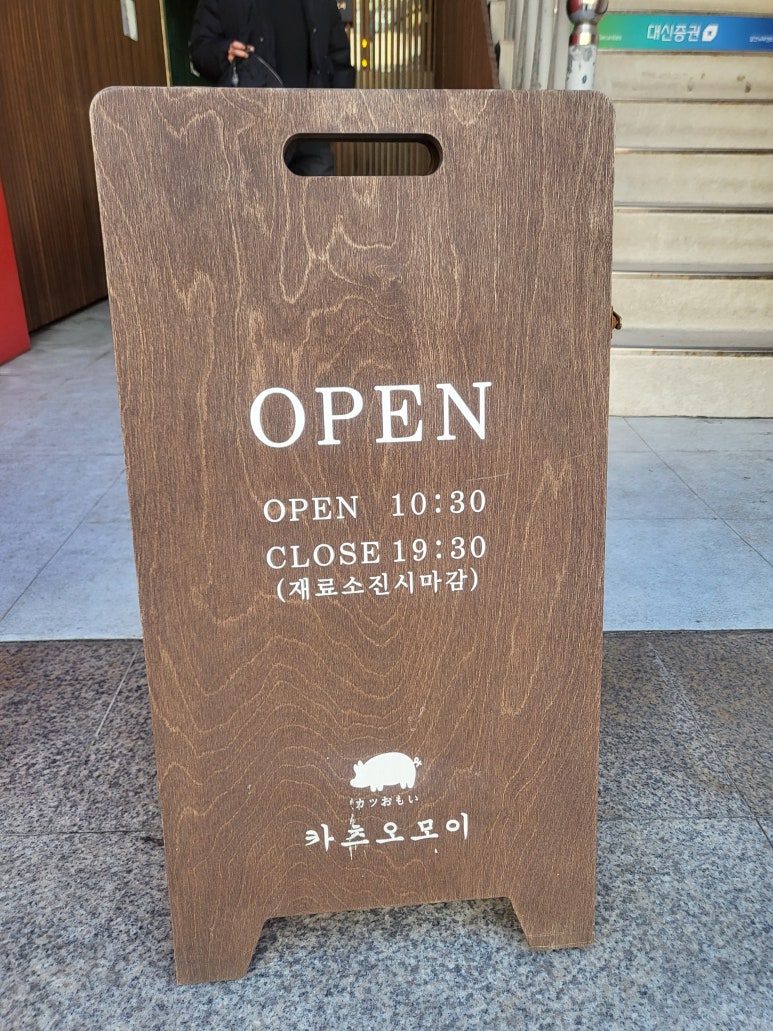 대신증권
OPEN
OPEN 10:30
CLOSE 19:30
(재료소진시마감)
カツおもい
카츠오모이